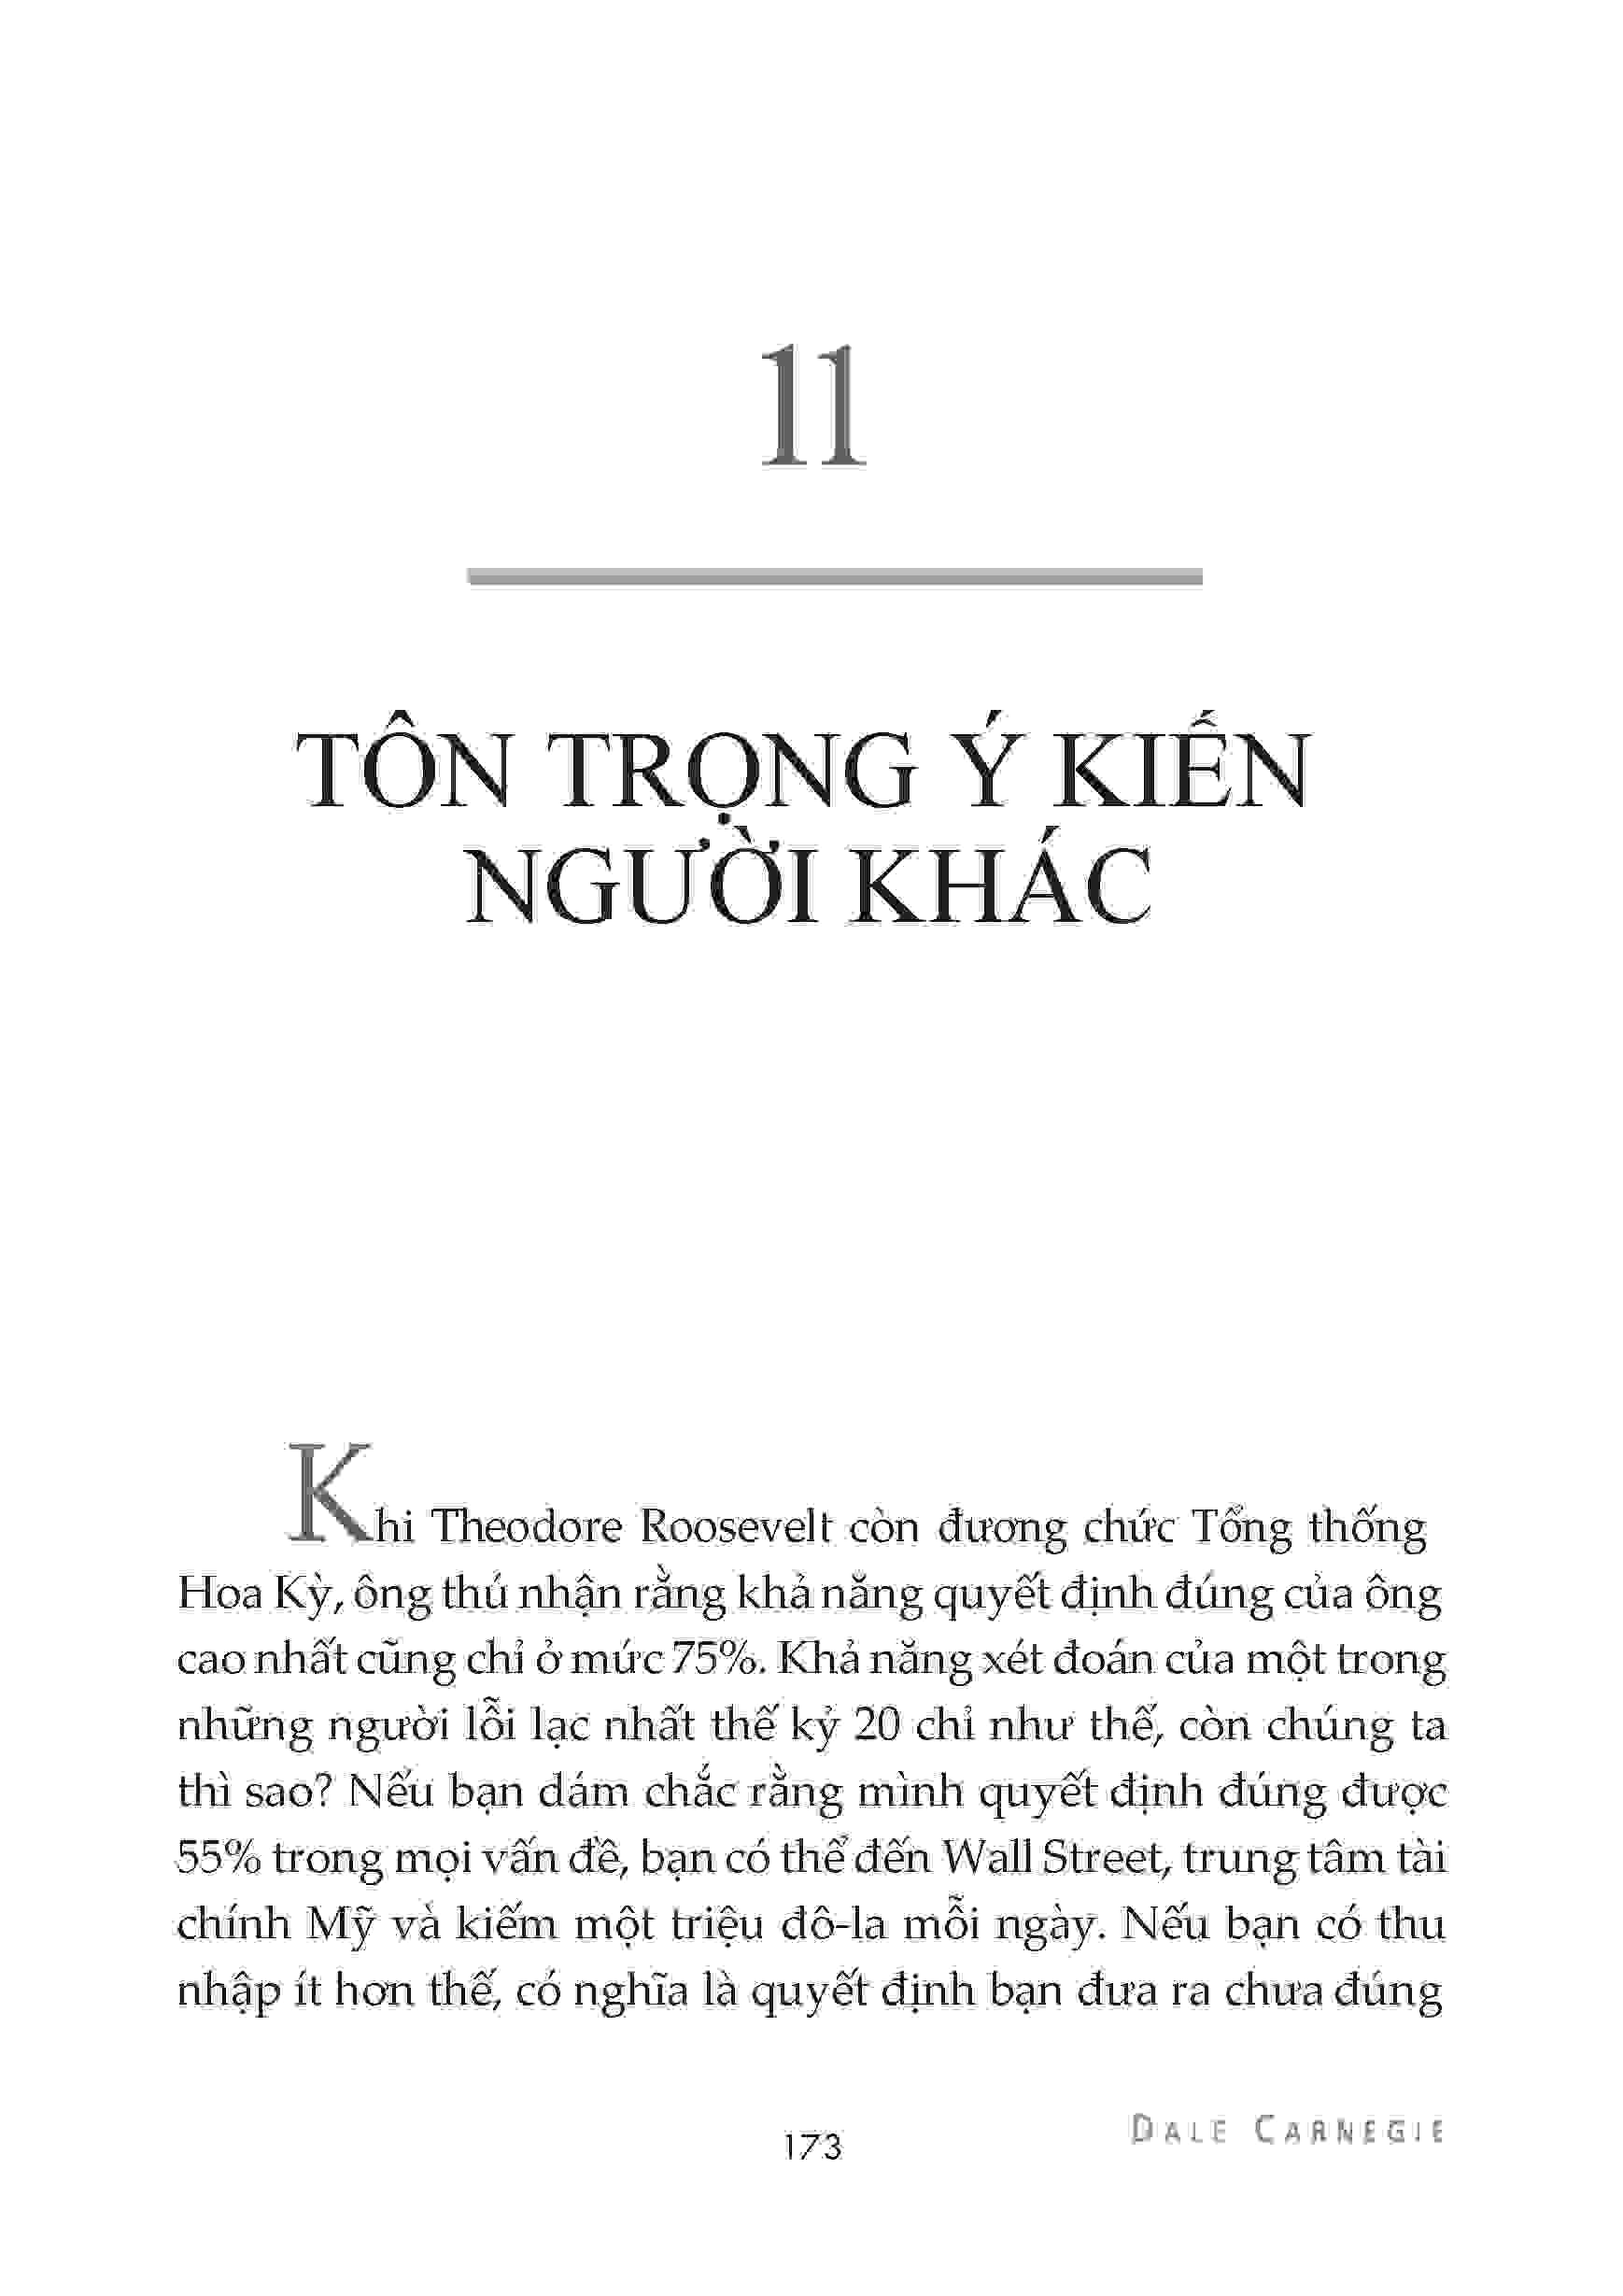 11
TÔN TRỌNG Ý KIẾN
NGƯỜI KHÁC
Khi Theodore Roosevelt còn đương chức Tổng thống
Hoa Kỳ, ông thú nhận rằng khả năng quyết định đúng của ông
cao nhất cũng chỉ ở mức 75%. Khả năng xét đoán của một trong
những người lỗi lạc nhất thế kỷ 20 chỉ như thế, còn chúng ta
thì sao? Nếu bạn dám chắc rằng mình quyết định đúng được
55% trong mọi vấn đề, bạn có thể đến Wall Street, trung tâm tài
chính Mỹ và kiếm một triệu đô-la mỗi ngày. Nếu bạn có thu
nhập ít hơn thế, có nghĩa là quyết định bạn đưa ra chưa đúng
173
DALE CARNEGIE